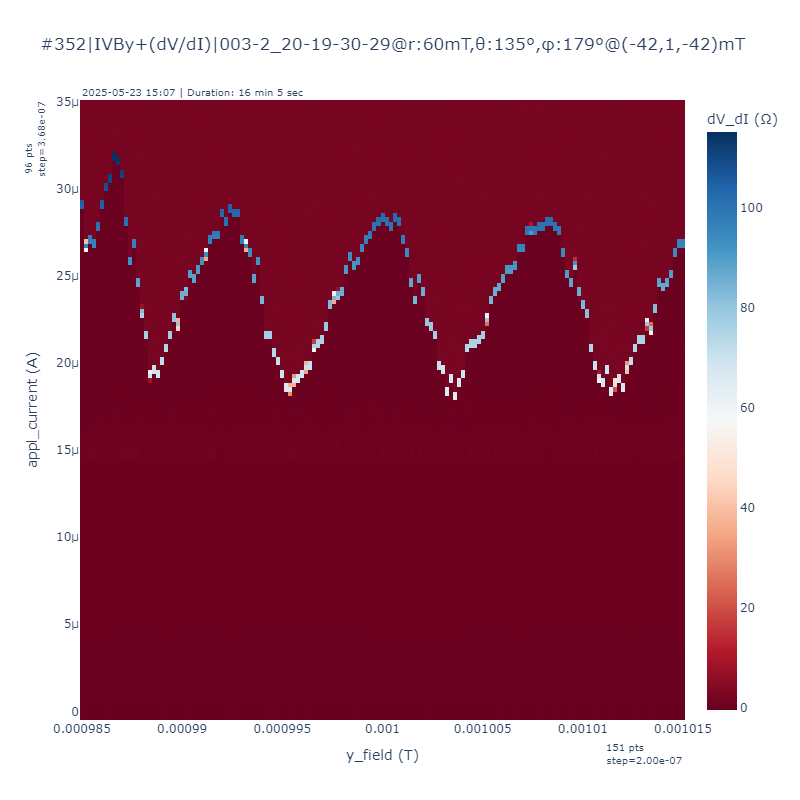 #352|IVBy+(dV/dI)|003-2_20-19-30-29@r:60mT,θ:135º,φ:179º@(-42,1,-42)mT
2025-05-23 15:07 | Duration: 16 min 5 sec
96 pts
step=3.68e-07
dV_dI (Ω)
35μ
30μ
25μ
20μ
15μ
10μ
5μ
0
appl_current (A)
100
80
60
40
20
0
0.000985
0.00099
0.000995
0.001
0.001005
0.00101
0.001015
y_field (T)
151 pts
step=2.00e-07